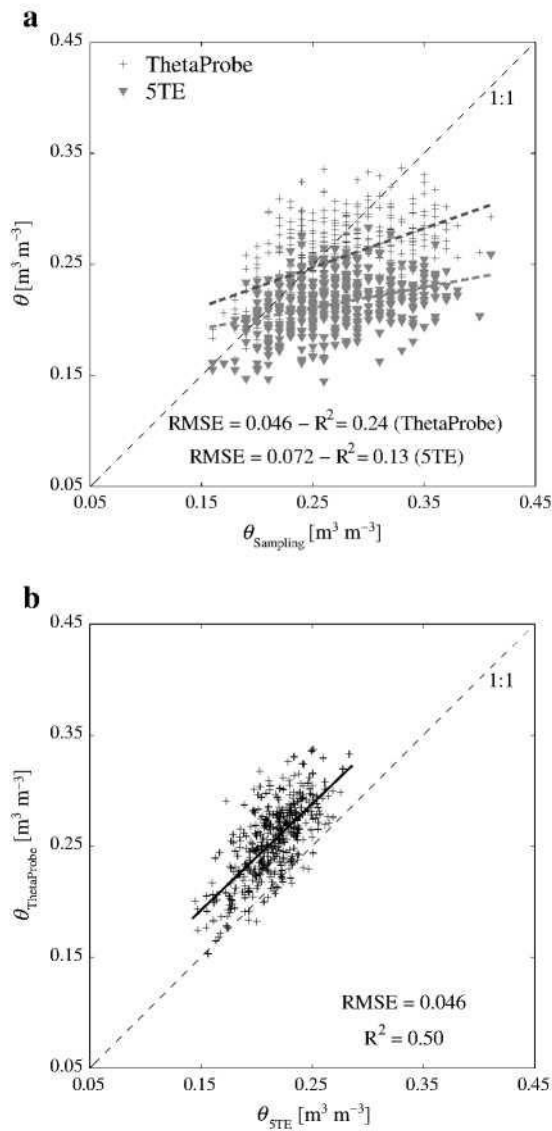 a
0.45
+ ThetaProbe
▼ 5TE
1:1
0.35
θ [m³ m⁻³]
0.25
0.15
RMSE = 0.046 – R² = 0.24 (ThetaProbe)
RMSE = 0.072 – R² = 0.13 (5TE)
0.05
0.05 0.15 0.25 0.35 0.45
θSampling [m³ m⁻³]
b
0.45
1:1
0.35
θThetaProbe [m³ m⁻³]
0.25
0.15
RMSE = 0.046
R² = 0.50
0.05
0.05 0.15 0.25 0.35 0.45
θ5TE [m³ m⁻³]